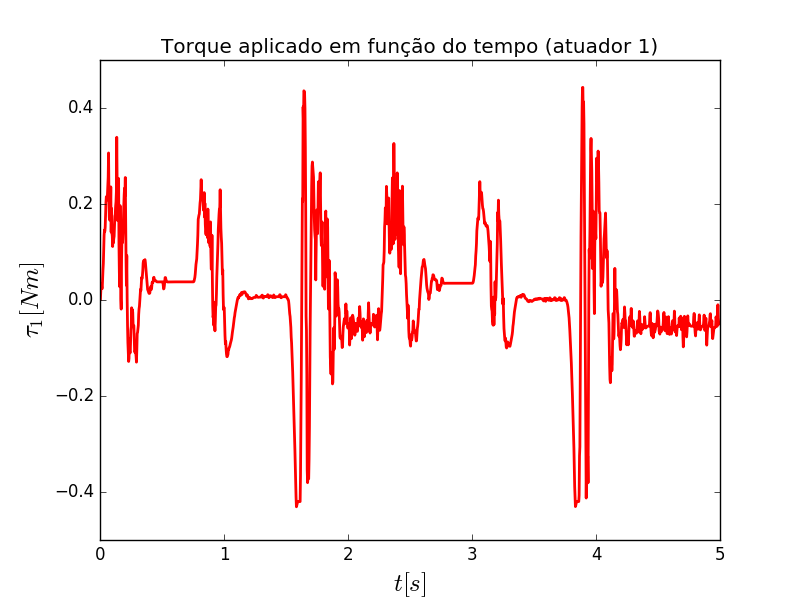 Torque aplicado em função do tempo (atuador 1)
τ₁[Nm]
0.4
0.2
0.0
−0.2
−0.4
0 1 2 3 4 5
t[s]